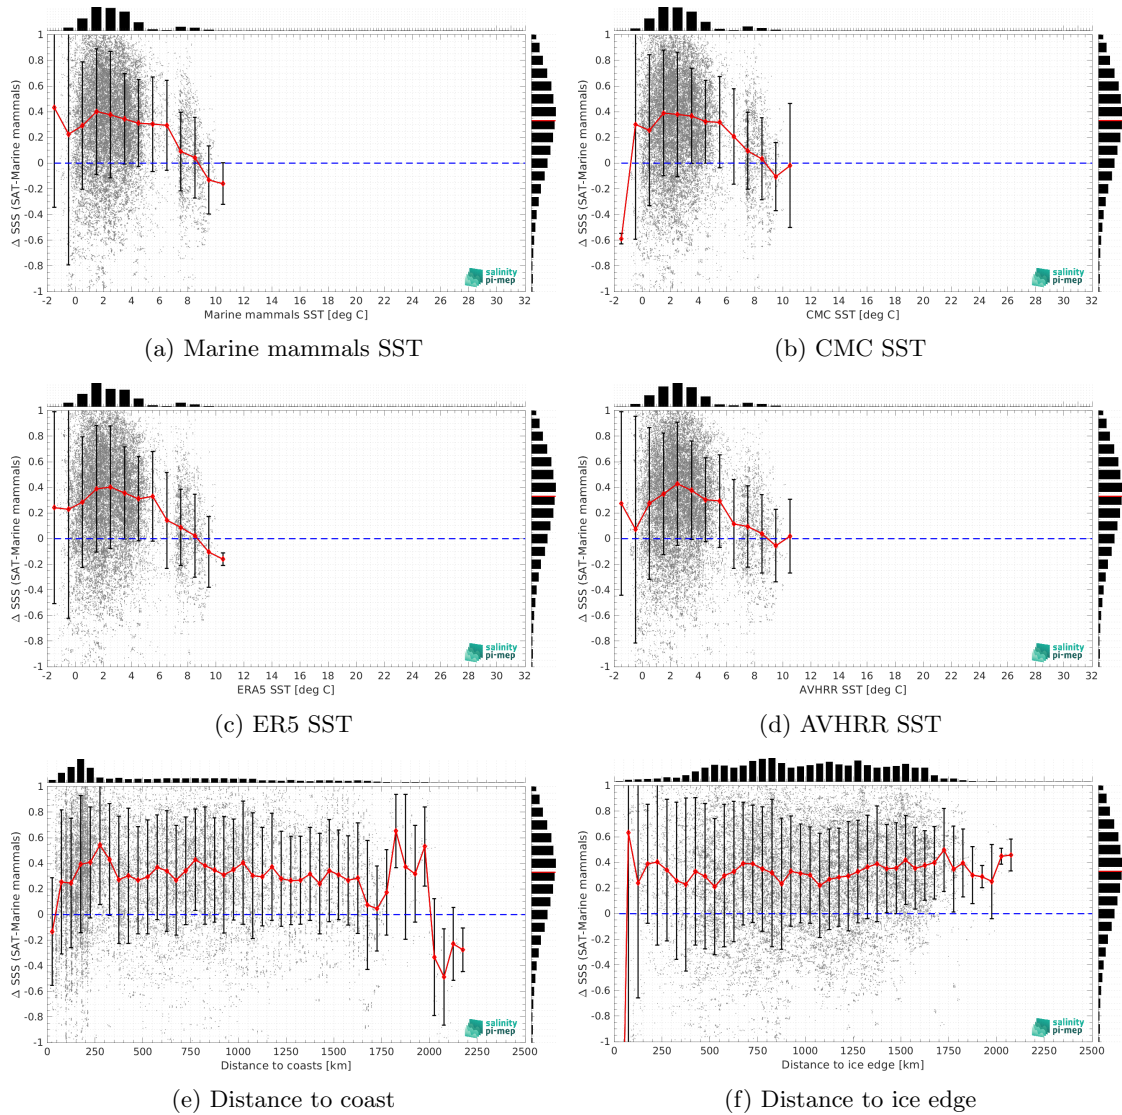 1
0.8
0.6
0.4
0.2
0
-0.2
-0.4
-0.6
-0.8
-1
Δ SSS (SAT-Marine mammals)
-2 0 2 4 6 8 10 12 14 16 18 20 22 24 26 28 30 32
Marine mammals SST [deg C]
salinity
pi-mep
(a) Marine mammals SST
1
0.8
0.6
0.4
0.2
0
-0.2
-0.4
-0.6
-0.8
-1
Δ SSS (SAT-Marine mammals)
-2 0 2 4 6 8 10 12 14 16 18 20 22 24 26 28 30 32
CMC SST [deg C]
salinity
pi-mep
(b) CMC SST
1
0.8
0.6
0.4
0.2
0
-0.2
-0.4
-0.6
-0.8
-1
Δ SSS (SAT-Marine mammals)
-2 0 2 4 6 8 10 12 14 16 18 20 22 24 26 28 30 32
ERA5 SST [deg C]
salinity
pi-mep
(c) ER5 SST
1
0.8
0.6
0.4
0.2
0
-0.2
-0.4
-0.6
-0.8
-1
Δ SSS (SAT-Marine mammals)
-2 0 2 4 6 8 10 12 14 16 18 20 22 24 26 28 30 32
AVHRR SST [deg C]
salinity
pi-mep
(d) AVHRR SST
1
0.8
0.6
0.4
0.2
0
-0.2
-0.4
-0.6
-0.8
-1
Δ SSS (SAT-Marine mammals)
0 250 500 750 1000 1250 1500 1750 2000 2250 2500
Distance to coasts [km]
salinity
pi-mep
(e) Distance to coast
1
0.8
0.6
0.4
0.2
0
-0.2
-0.4
-0.6
-0.8
-1
Δ SSS (SAT-Marine mammals)
0 250 500 750 1000 1250 1500 1750 2000 2250 2500
Distance to ice edge [km]
salinity
pi-mep
(f) Distance to ice edge